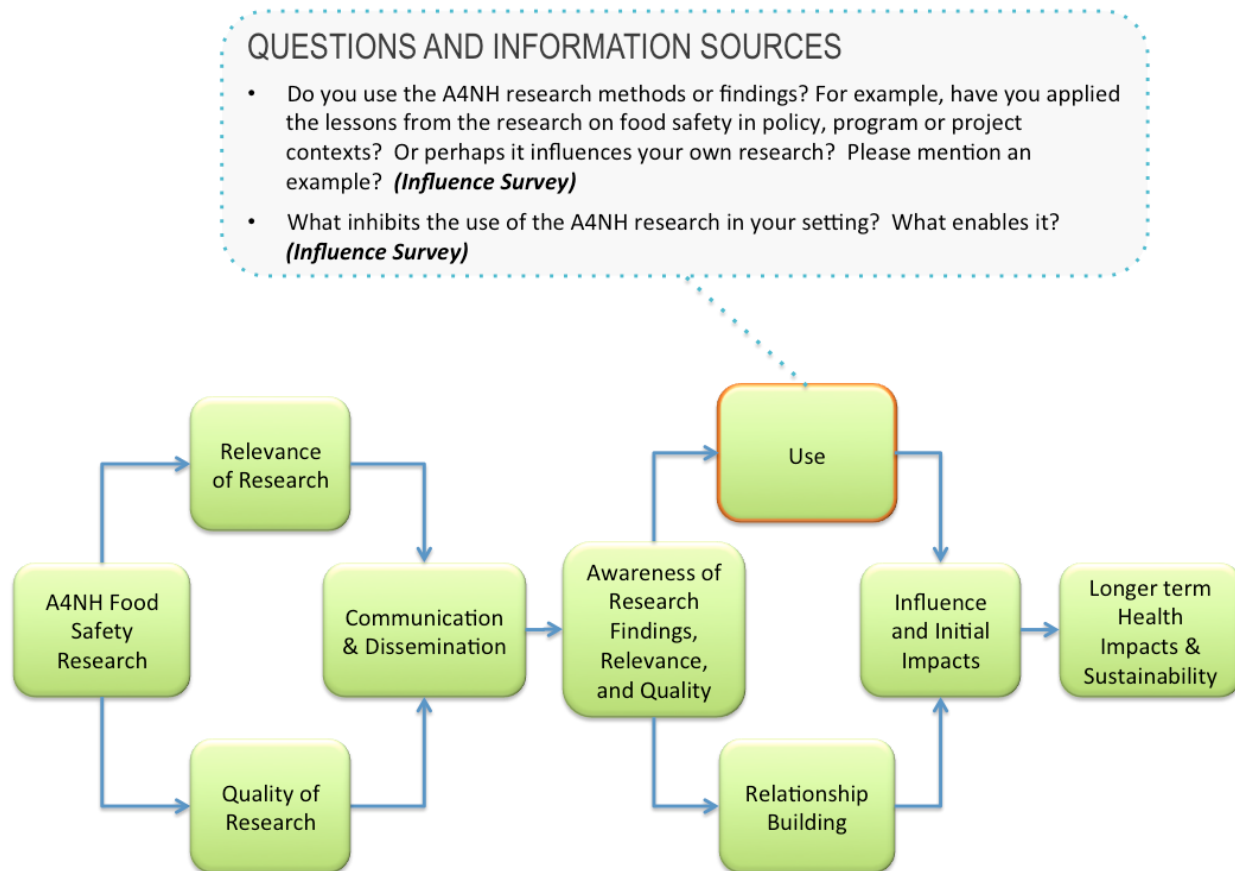 QUESTIONS AND INFORMATION SOURCES
• Do you use the A4NH research methods or findings? For example, have you applied
the lessons from the research on food safety in policy, program or project
contexts? Or perhaps it influences your own research? Please mention an
example? (Influence Survey)
• What inhibits the use of the A4NH research in your setting? What enables it?
(Influence Survey)
A4NH Food
Safety
Research
Relevance
of Research
Quality of
Research
Communication
& Dissemination
Awareness of
Research
Findings,
Relevance,
and Quality
Use
Relationship
Building
Influence
and Initial
Impacts
Longer term
Health
Impacts &
Sustainability